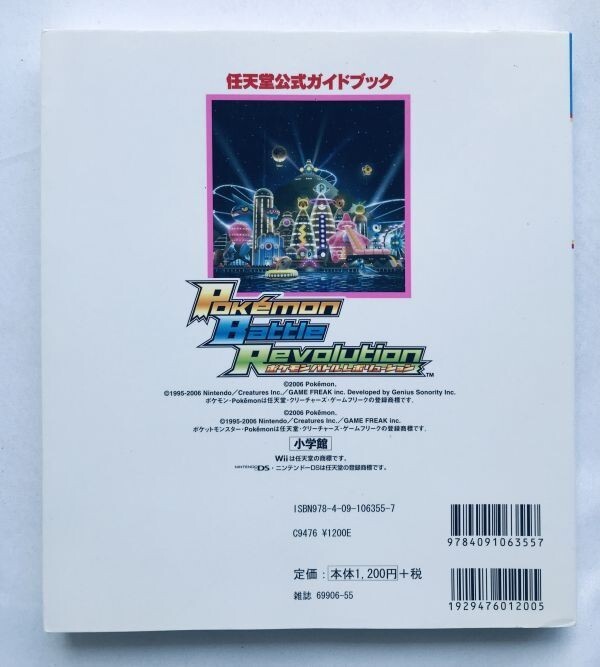 任天堂公式ガイドブック
Pokémon
Battle
Revolution
ポケモンバトルレボリューション
TM
©2006 Pokémon.
©1995-2006 Nintendo／Creatures Inc.／GAME FREAK inc. Developed by Genius Sonority Inc.
ポケモン・Pokémonは任天堂・クリーチャーズ・ゲームフリークの登録商標です.
©2006 Pokémon.
©1995-2006 Nintendo／Creatures Inc.／GAME FREAK inc.
ポケットモンスター・Pokémonは任天堂・クリーチャーズ・ゲームフリークの登録商標です.
小学館
Wiiは任天堂の商標です。
NINTENDO DS・ニンテンドーDSは任天堂の登録商標です。
ISBN978-4-09-106355-7
C9476 ¥1200E
9784091063557
定価：本体1,200円＋税
雑誌 69906-55
1929476012005